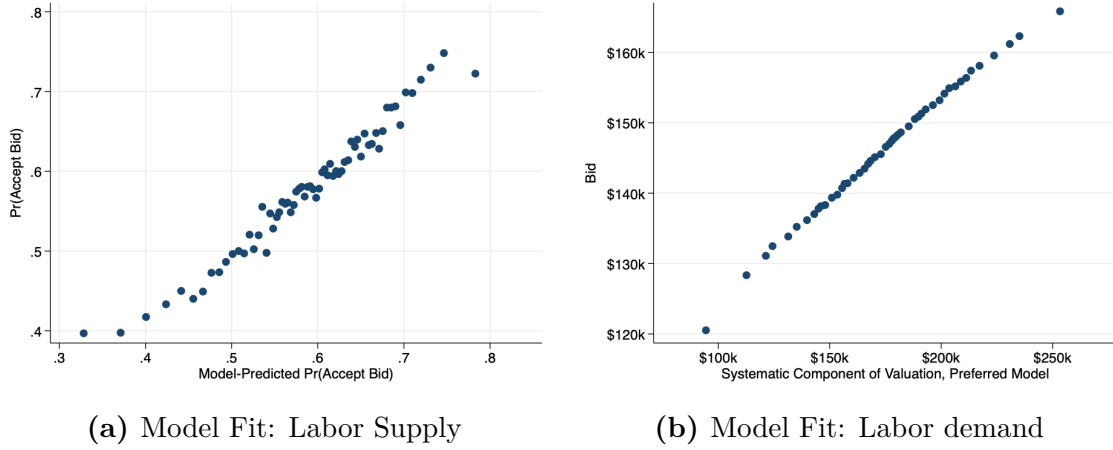 .8
.7
.6
.5
.4
Pr(Accept Bid)
.3 .4 .5 .6 .7 .8
Model-Predicted Pr(Accept Bid)
(a) Model Fit: Labor Supply
$160k
$150k
$140k
$130k
$120k
Bid
$100k $150k $200k $250k
Systematic Component of Valuation, Preferred Model
(b) Model Fit: Labor demand